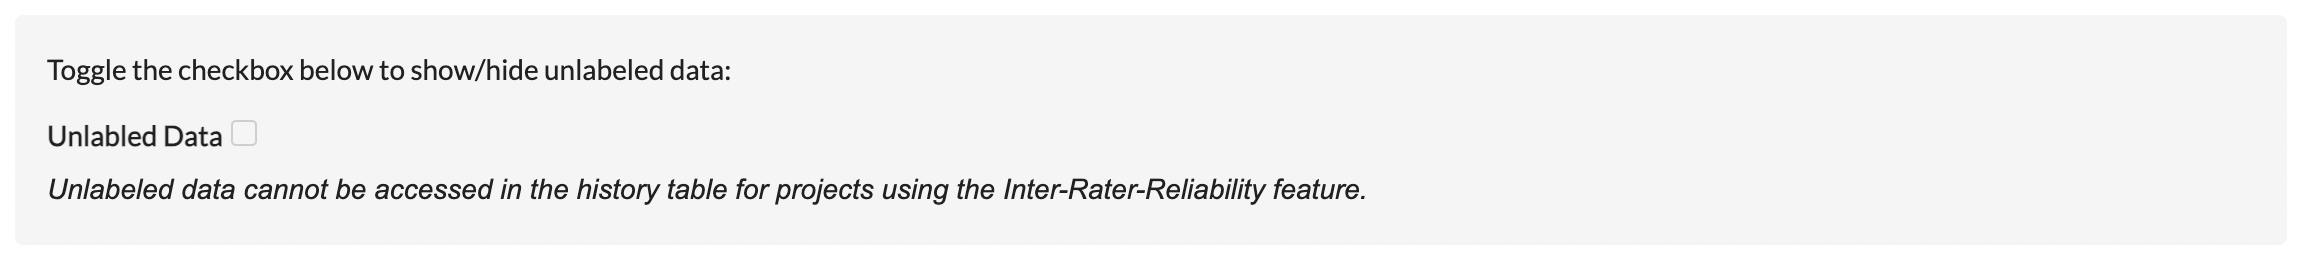 Toggle the checkbox below to show/hide unlabeled data:
Unlabled Data
Unlabeled data cannot be accessed in the history table for projects using the Inter-Rater-Reliability feature.